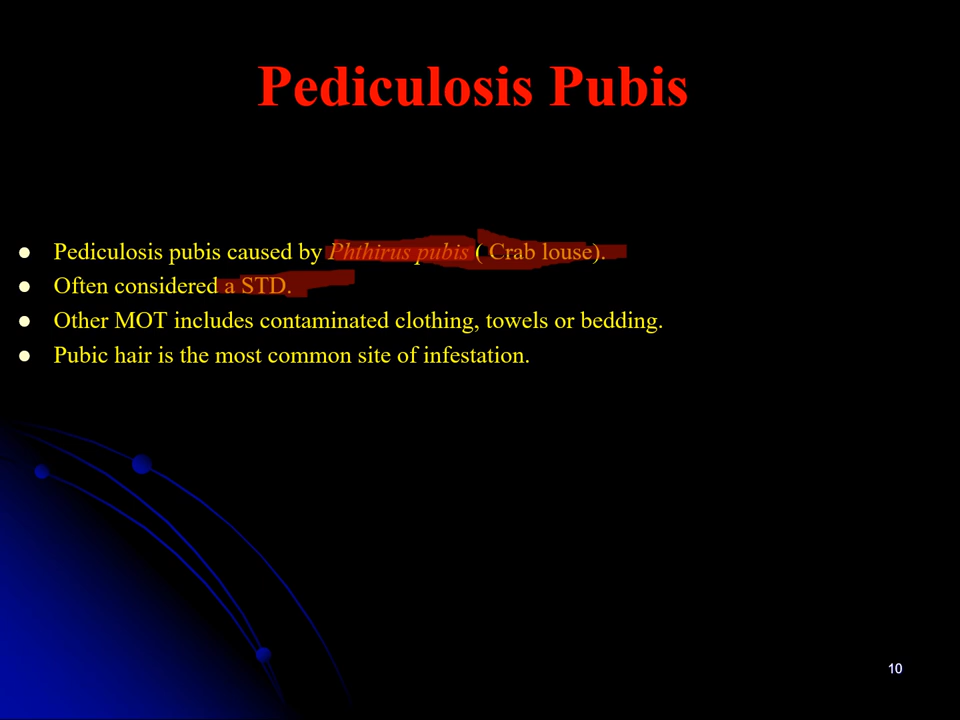 Pediculosis Pubis
● Pediculosis pubis caused by Phthirus pubis ( Crab louse).
● Often considered a STD.
● Other MOT includes contaminated clothing, towels or bedding.
● Pubic hair is the most common site of infestation.
10